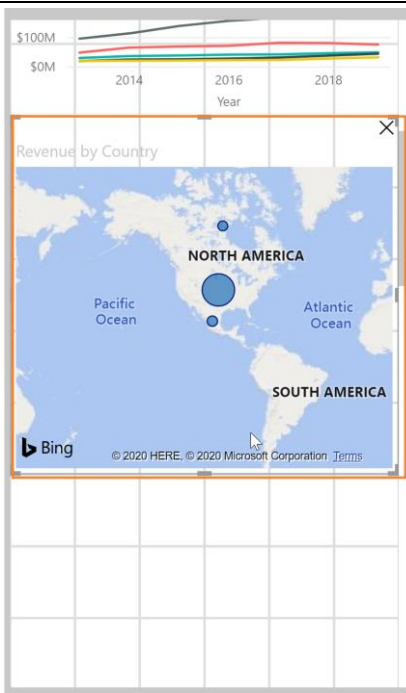 $100M
$0M
2014 2016 2018
Year
Revenue by Country
NORTH AMERICA
Pacific
Ocean
Atlantic
Ocean
SOUTH AMERICA
Bing
© 2020 HERE, © 2020 Microsoft Corporation Terms